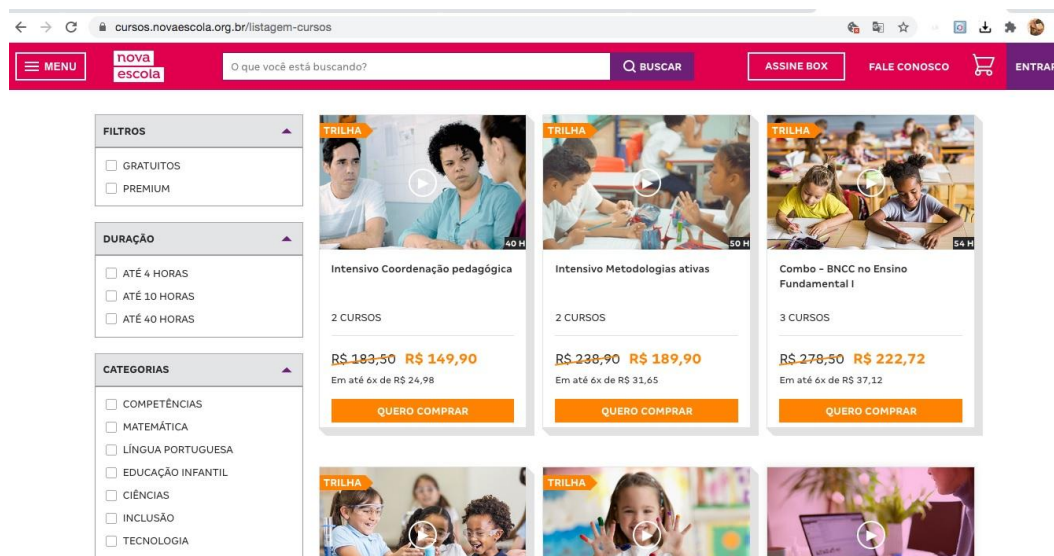 cursos.novaescola.org.br/listagem-cursos
MENU
nova
escola
O que você está buscando?
BUSCAR
ASSINE BOX
FALE CONOSCO
ENTRAR
FILTROS
GRATUITOS
PREMIUM
DURAÇÃO
ATÉ 4 HORAS
ATÉ 10 HORAS
ATÉ 40 HORAS
CATEGORIAS
COMPETÊNCIAS
MATEMÁTICA
LÍNGUA PORTUGUESA
EDUCAÇÃO INFANTIL
CIÊNCIAS
INCLUSÃO
TECNOLOGIA
TRILHA
40 H
Intensivo Coordenação pedagógica
2 CURSOS
R$ 183,50 R$ 149,90
Em até 6x de R$ 24,98
QUERO COMPRAR
TRILHA
50 H
Intensivo Metodologias ativas
2 CURSOS
R$ 238,90 R$ 189,90
Em até 6x de R$ 31,65
QUERO COMPRAR
TRILHA
54 H
Combo - BNCC no Ensino
Fundamental I
3 CURSOS
R$ 278,50 R$ 222,72
Em até 6x de R$ 37,12
QUERO COMPRAR
TRILHA
TRILHA